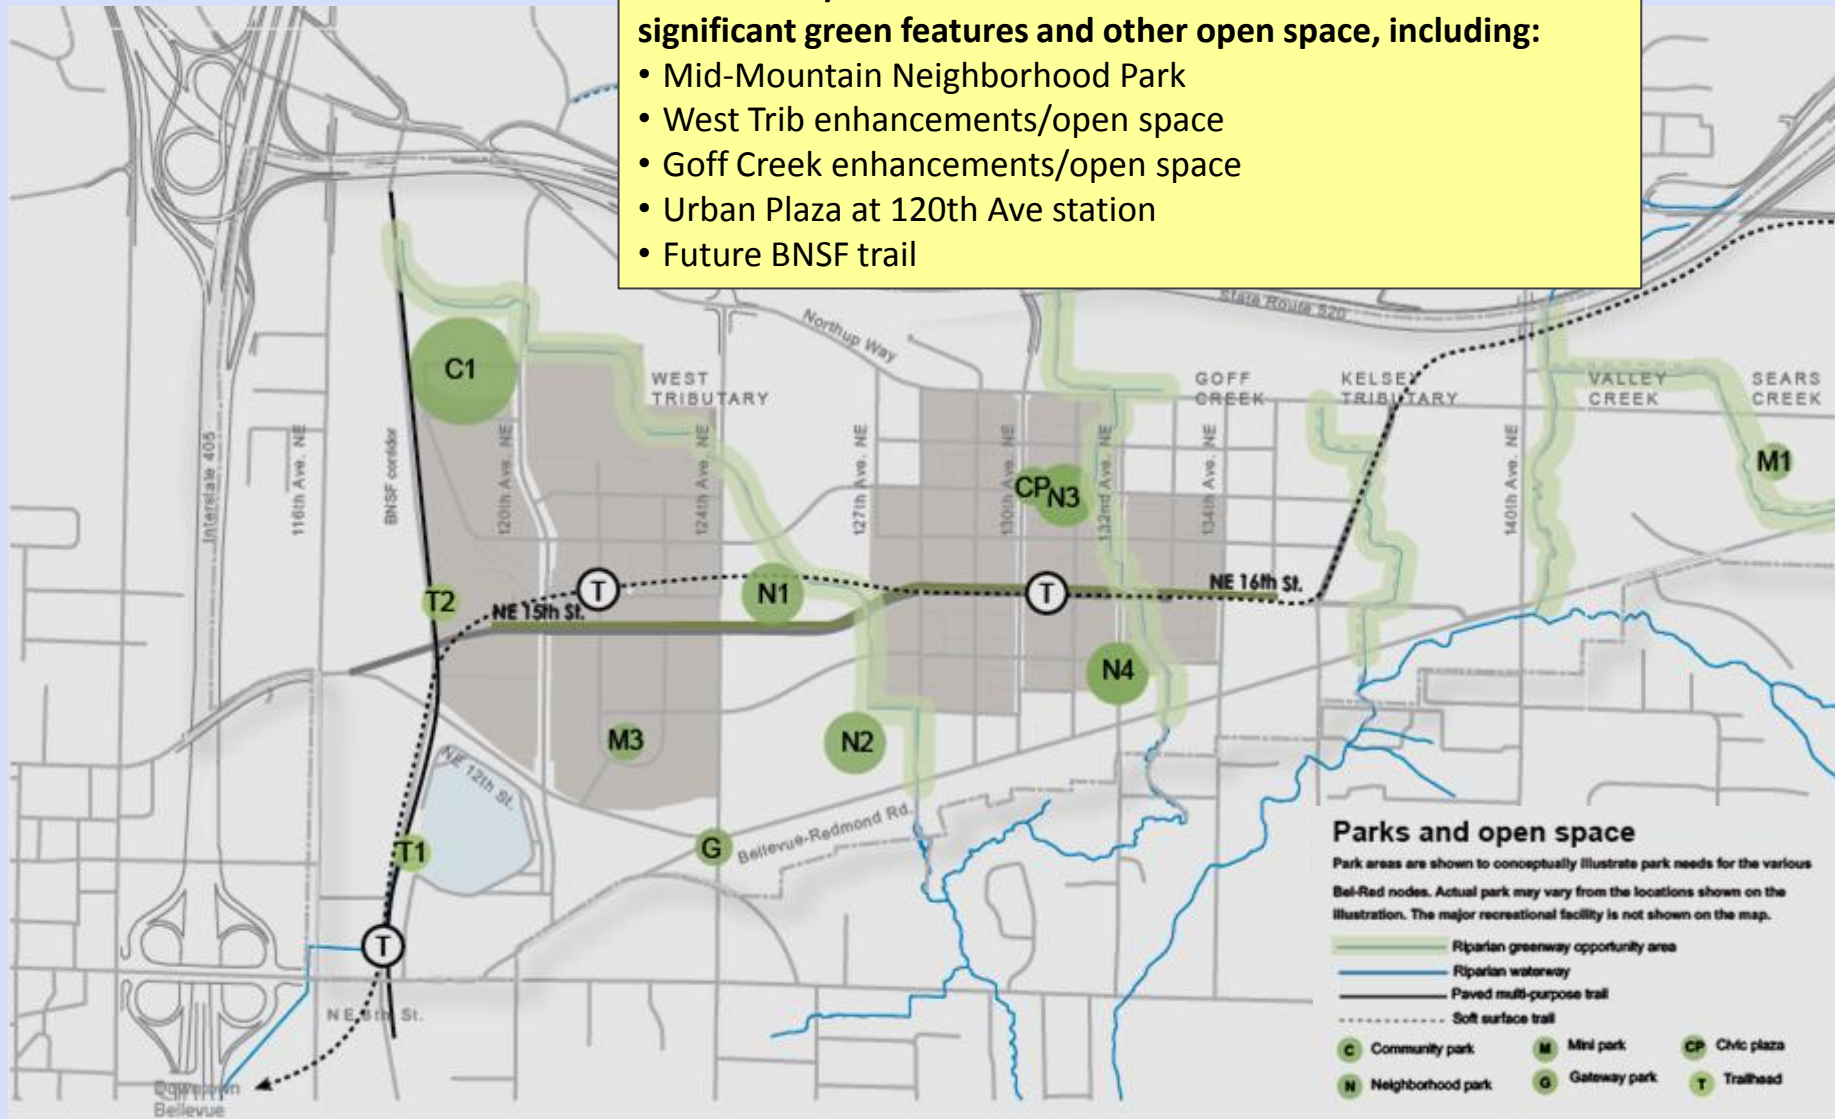 significant green features and other open space, including:
• Mid-Mountain Neighborhood Park
• West Trib enhancements/open space
• Goff Creek enhancements/open space
• Urban Plaza at 120th Ave station
• Future BNSF trail
State Route 520
Northup Way
C1
WEST
TRIBUTARY
GOFF
CREEK
KELSEY
TRIBUTARY
VALLEY
CREEK
SEARS
CREEK
Interstate 405
116th Ave. NE
BNSF corridor
120th Ave. NE
124th Ave. NE
127th Ave. NE
130th Ave. NE
132nd Ave. NE
134th Ave. NE
140th Ave. NE
M1
CP
N3
T2
T
N1
T
NE 16th St.
NE 15th St.
N4
M3
N2
NE 12th St.
T1
G
Bellevue-Redmond Rd.
T
NE 8th St.
Downtown
Bellevue
Parks and open space
Park areas are shown to conceptually illustrate park needs for the various
Bel-Red nodes. Actual park may vary from the locations shown on the
illustration. The major recreational facility is not shown on the map.
Riparian greenway opportunity area
Riparian waterway
Paved multi-purpose trail
Soft surface trail
C Community park
M Mini park
CP Civic plaza
N Neighborhood park
G Gateway park
T Trailhead